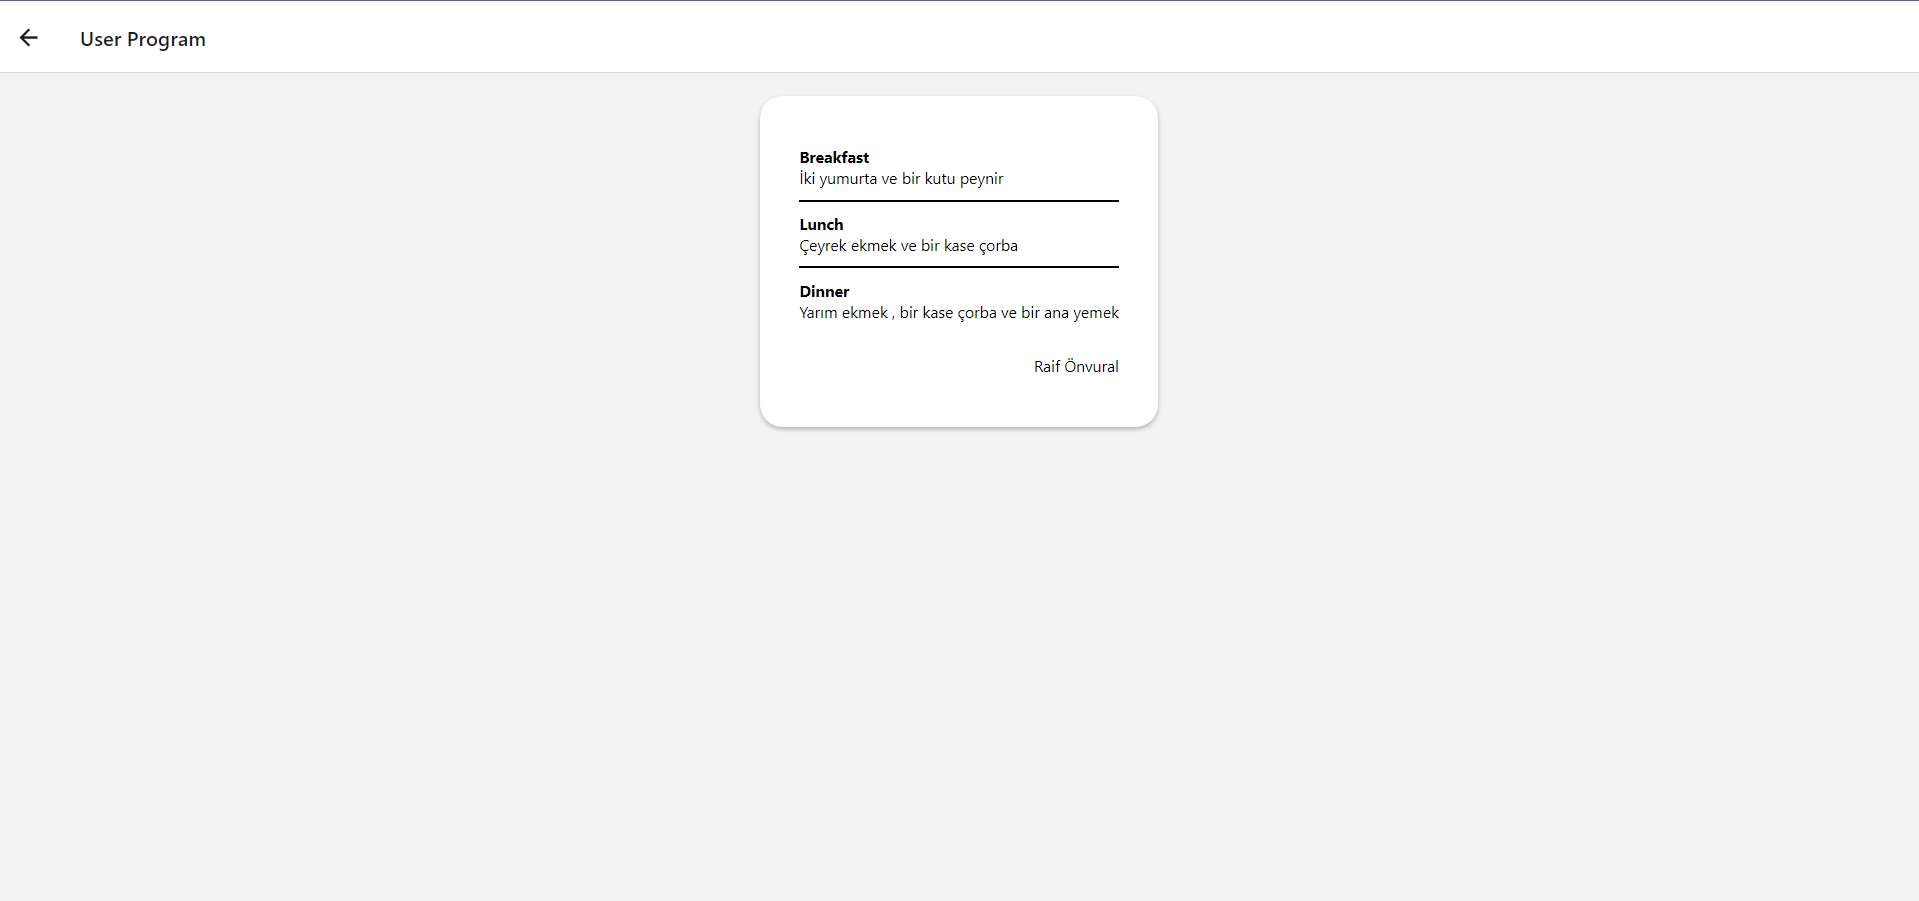 User Program
Breakfast
İki yumurta ve bir kutu peynir
Lunch
Çeyrek ekmek ve bir kase çorba
Dinner
Yarım ekmek , bir kase çorba ve bir ana yemek
Raif Önvural